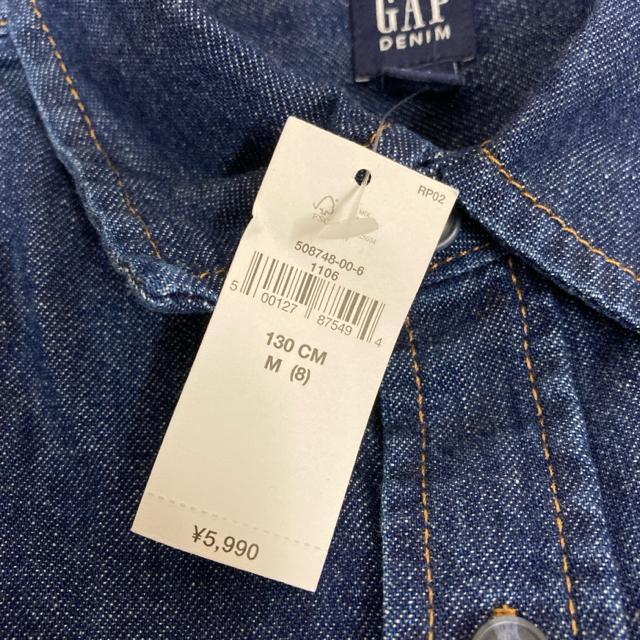 GAP
DENIM
RP02
508748-00-6
1106
5 00127 87549 4
130 CM
M (8)
¥5,990